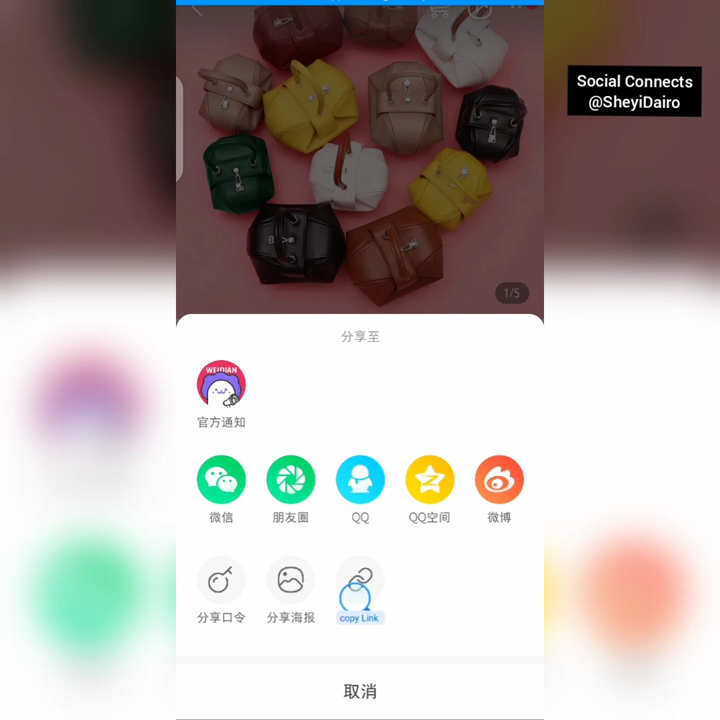 Social Connects
@SheyiDairo
1/5
分享至
WEIDIAN
官方通知
微信
朋友圈
QQ
QQ空间
微博
分享口令
分享海报
copy Link
取消